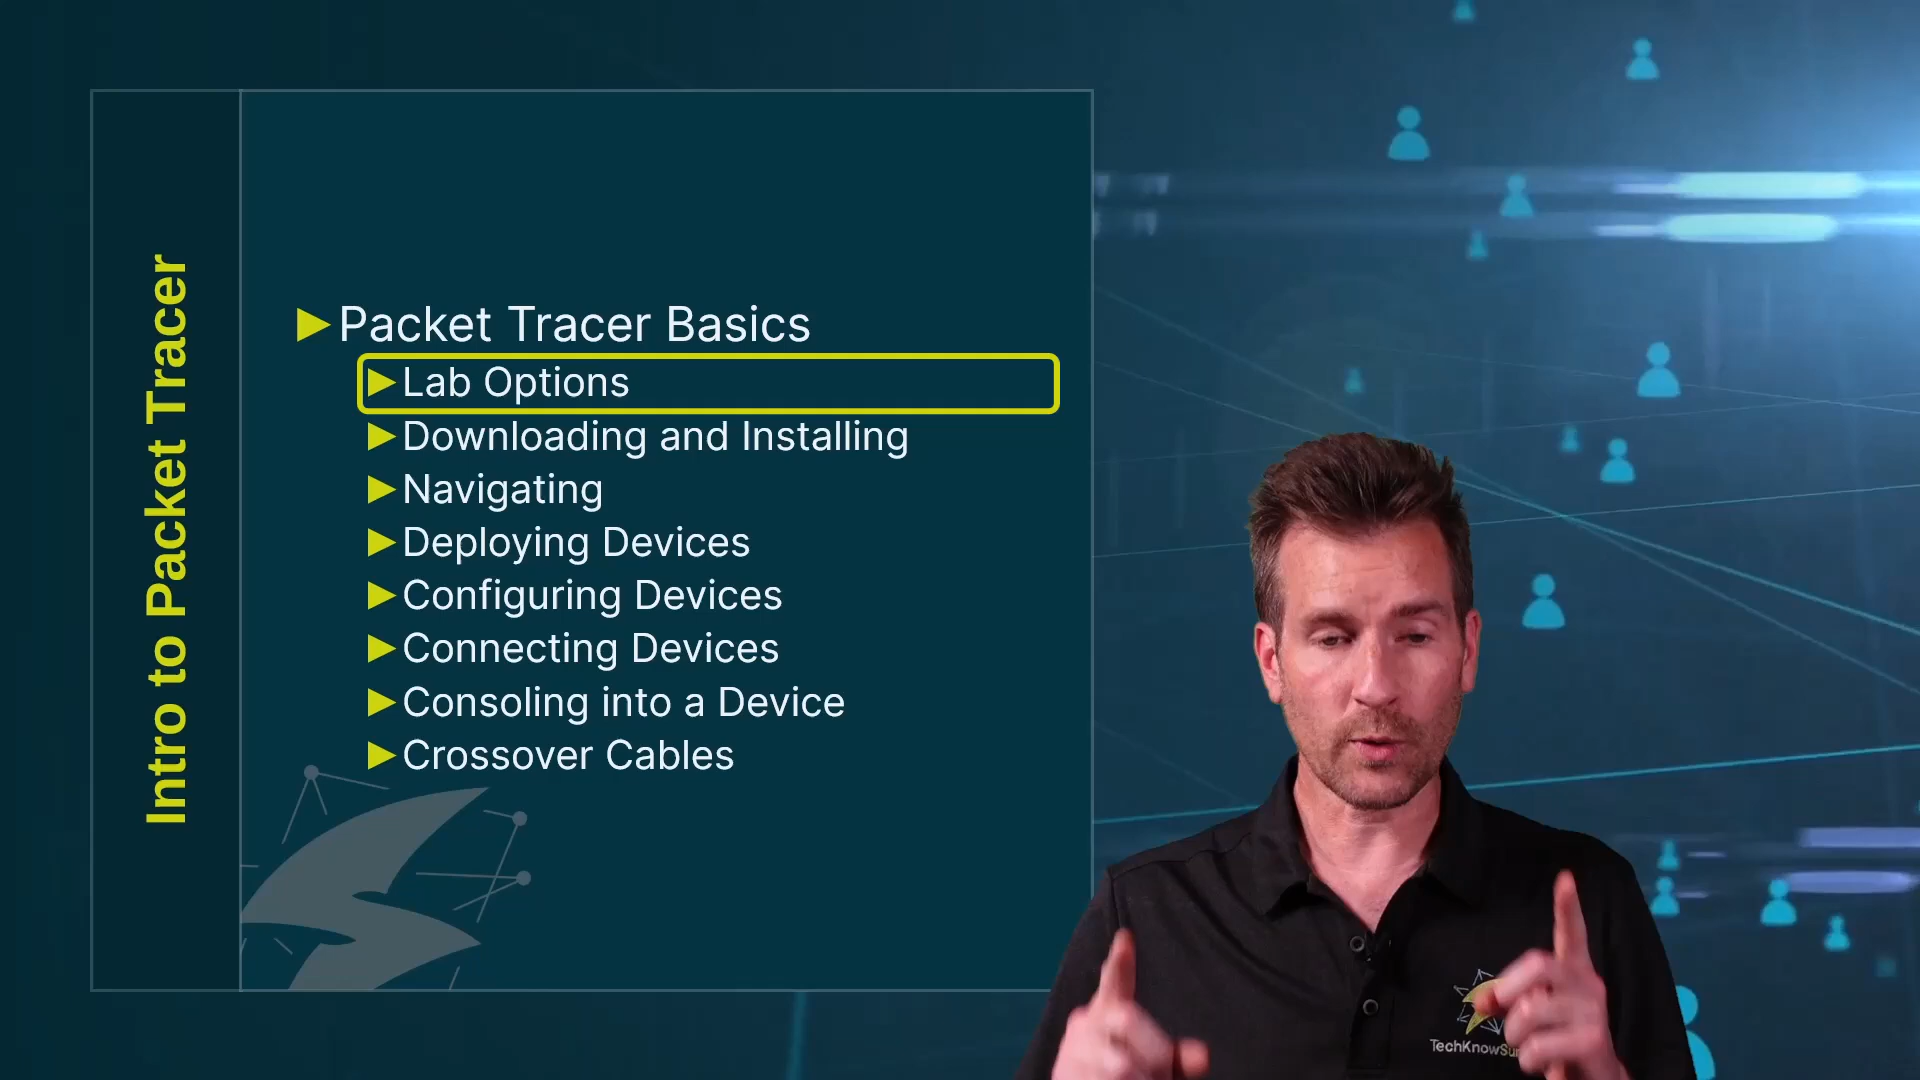 Intro to Packet Tracer
Packet Tracer Basics
Lab Options
Downloading and Installing
Navigating
Deploying Devices
Configuring Devices
Connecting Devices
Consoling into a Device
Crossover Cables